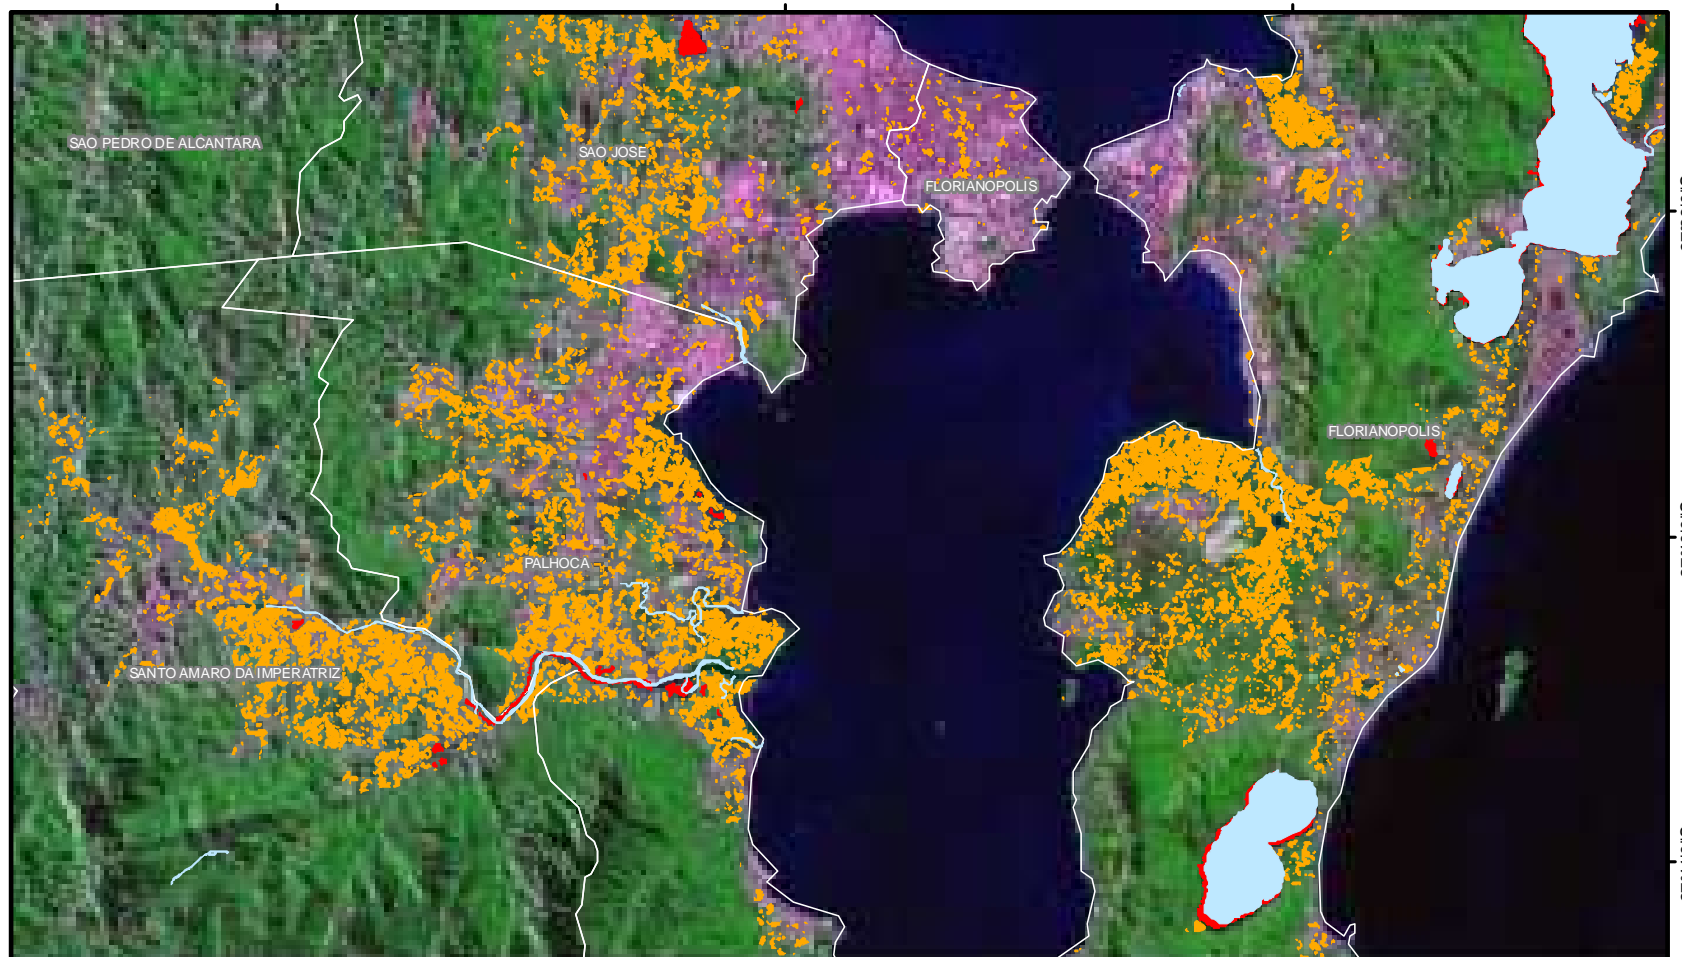 SAO PEDRO DE ALCANTARA
SAO JOSE
FLORIANOPOLIS
FLORIANOPOLIS
PALHOCA
SANTO AMARO DA IMPERATRIZ